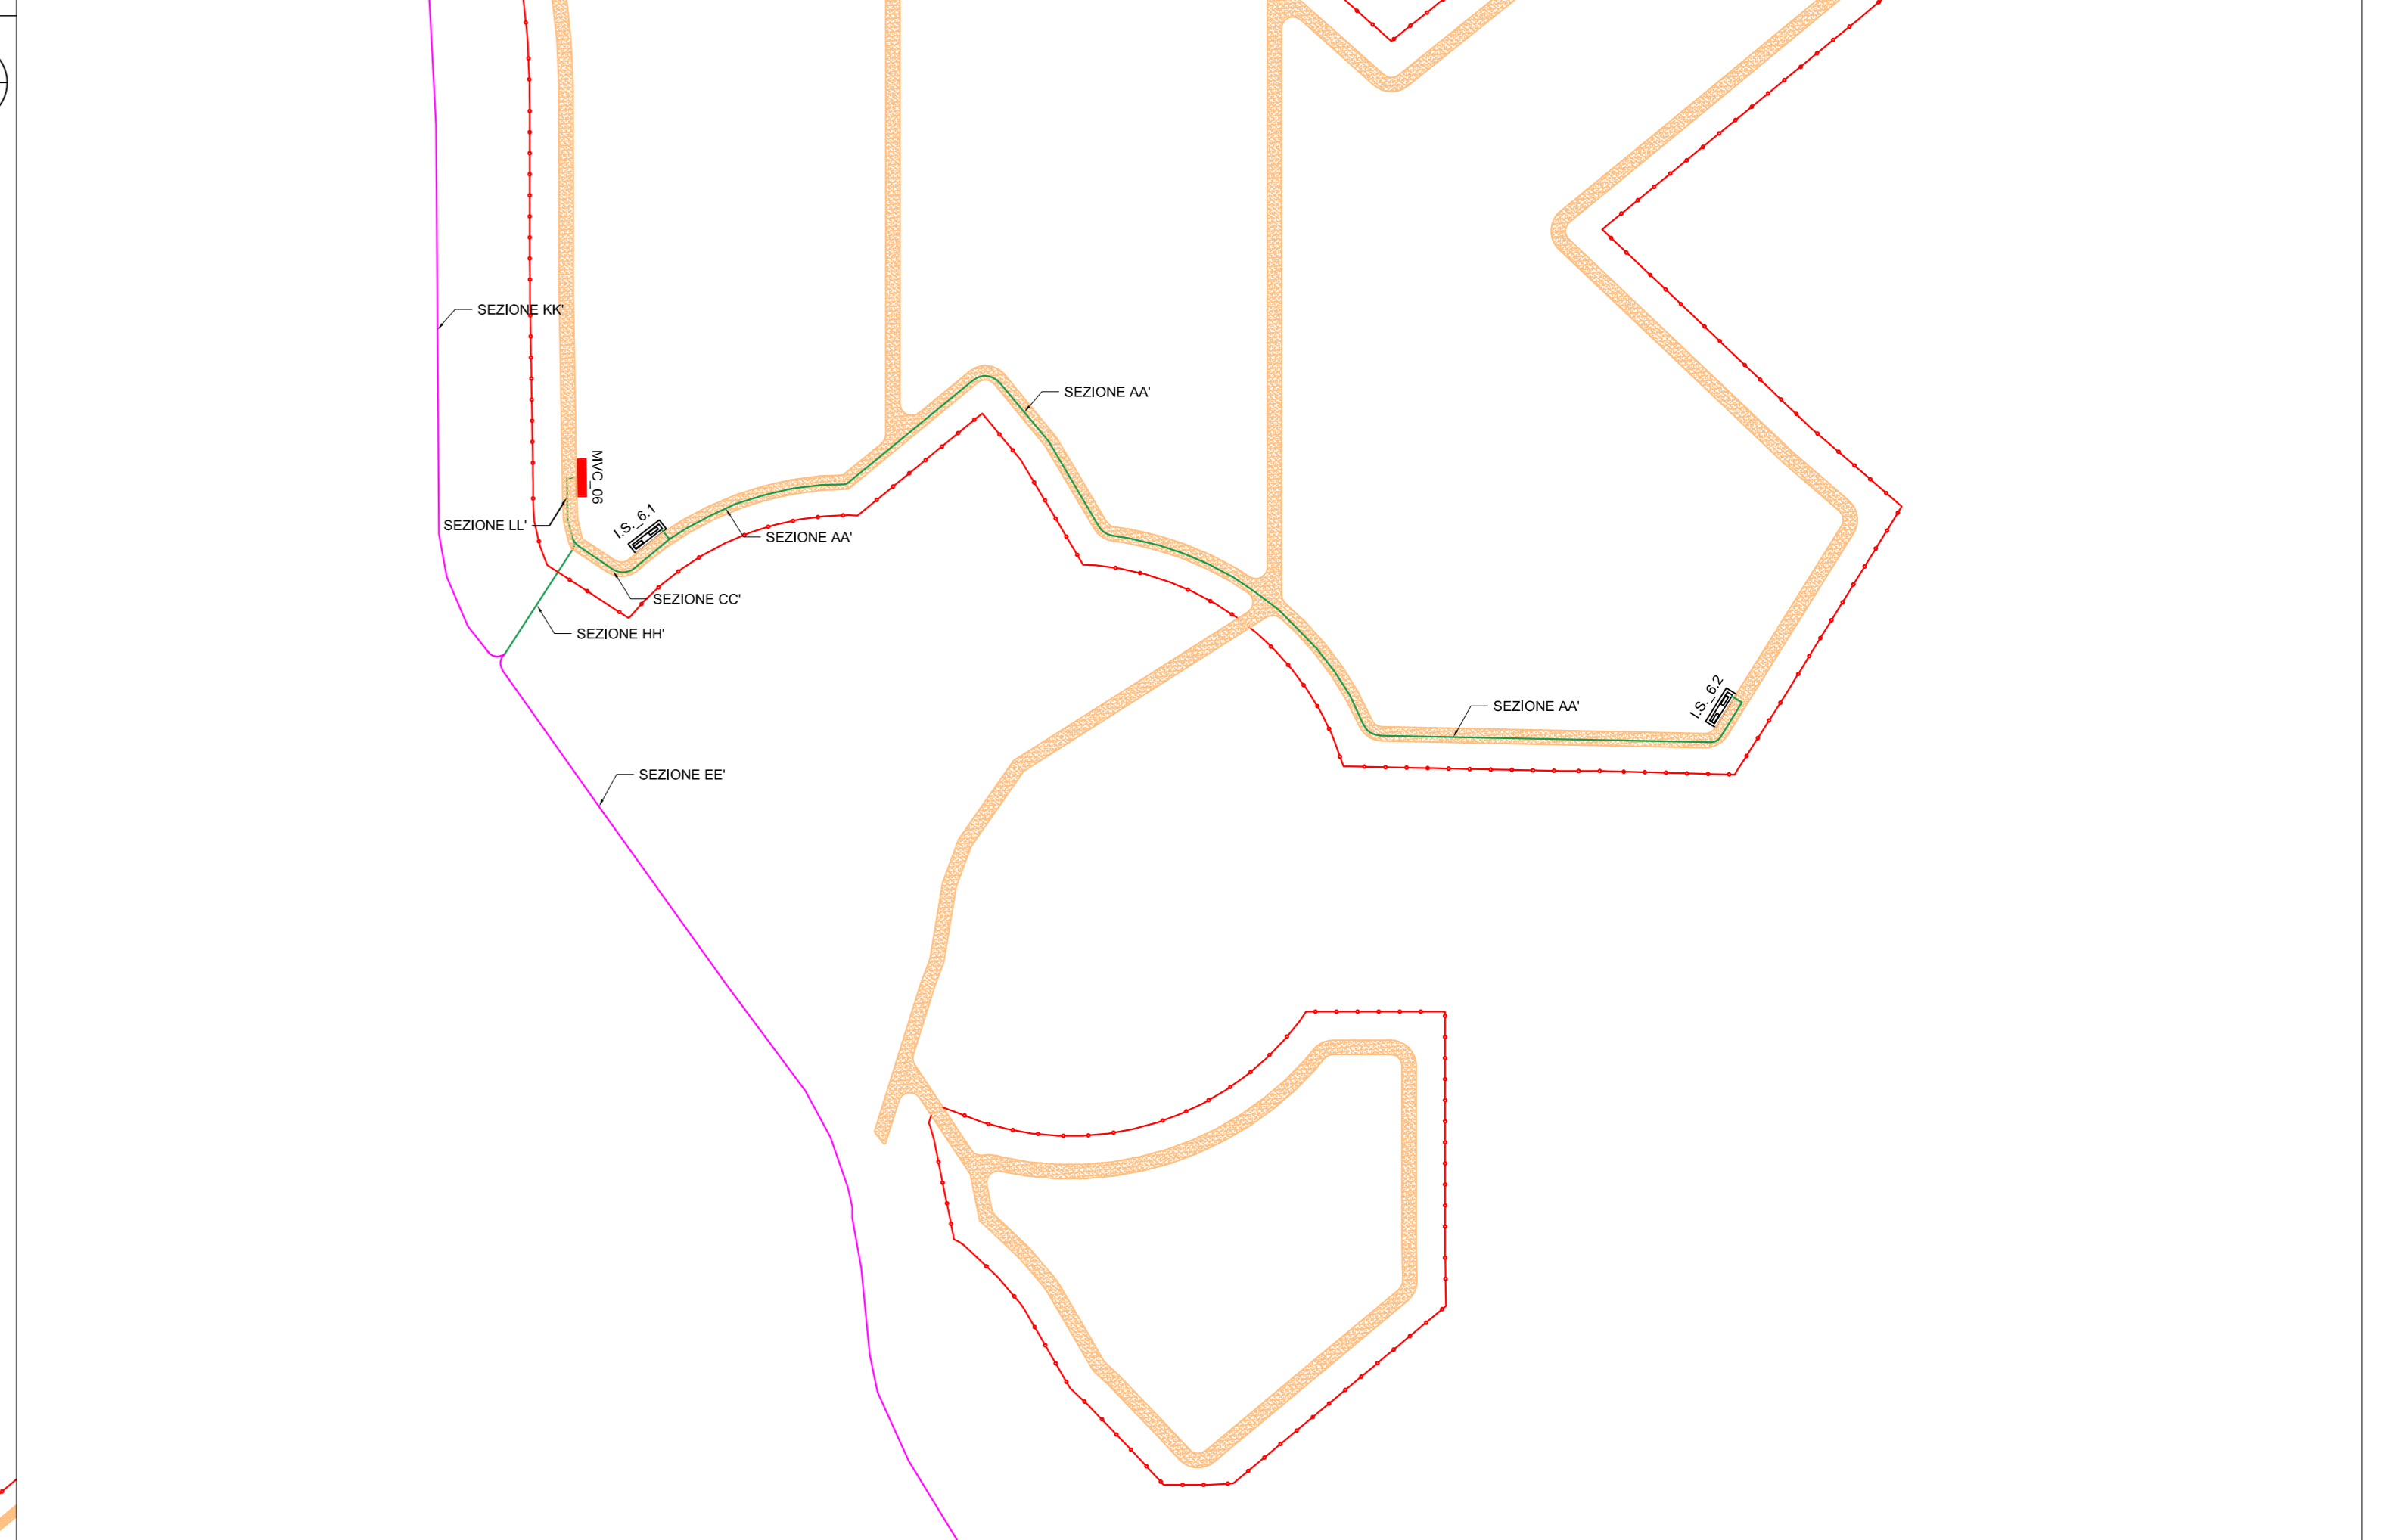 SEZIONE KK'
SEZIONE AA'
MVC_06
I.S._6.1
SEZIONE LL'
SEZIONE AA'
SEZIONE CC'
SEZIONE HH'
I.S._6.2
SEZIONE AA'
SEZIONE EE'